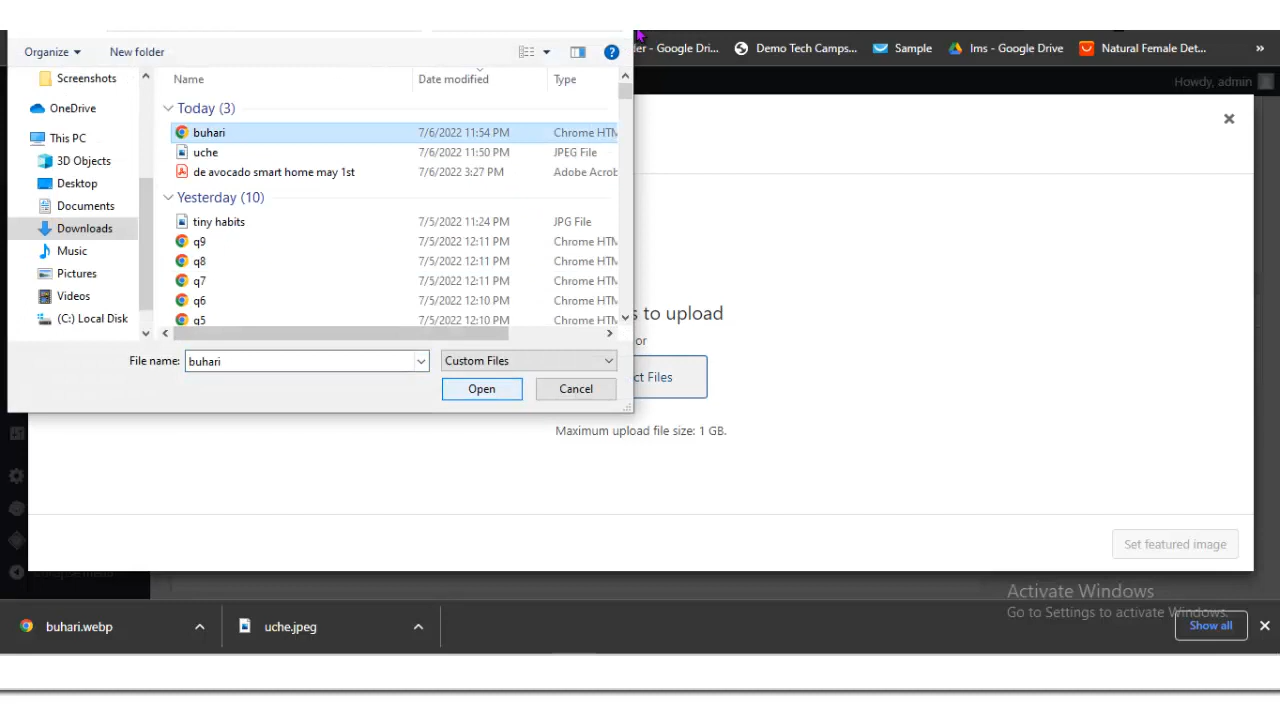 Organize New folder
er - Google Dri... Demo Tech Camps... Sample lms - Google Drive Natural Female Det... »
Howdy, admin
Screenshots
OneDrive
This PC
3D Objects
Desktop
Documents
Downloads
Music
Pictures
Videos
(C:) Local Disk
Name Date modified Type
Today (3)
buhari 7/6/2022 11:54 PM Chrome HTM
uche 7/6/2022 11:50 PM JPEG File
de avocado smart home may 1st 7/6/2022 3:27 PM Adobe Acrob
Yesterday (10)
tiny habits 7/5/2022 11:24 PM JPG File
q9 7/5/2022 12:11 PM Chrome HTM
q8 7/5/2022 12:11 PM Chrome HTM
q7 7/5/2022 12:11 PM Chrome HTM
q6 7/5/2022 12:10 PM Chrome HTM
q5 7/5/2022 12:10 PM Chrome HTM
File name: buhari Custom Files
Open Cancel
s to upload
or
ct Files
Maximum upload file size: 1 GB.
Set featured image
Activate Windows
Go to Settings to activate Windows.
buhari.webp uche.jpeg Show all